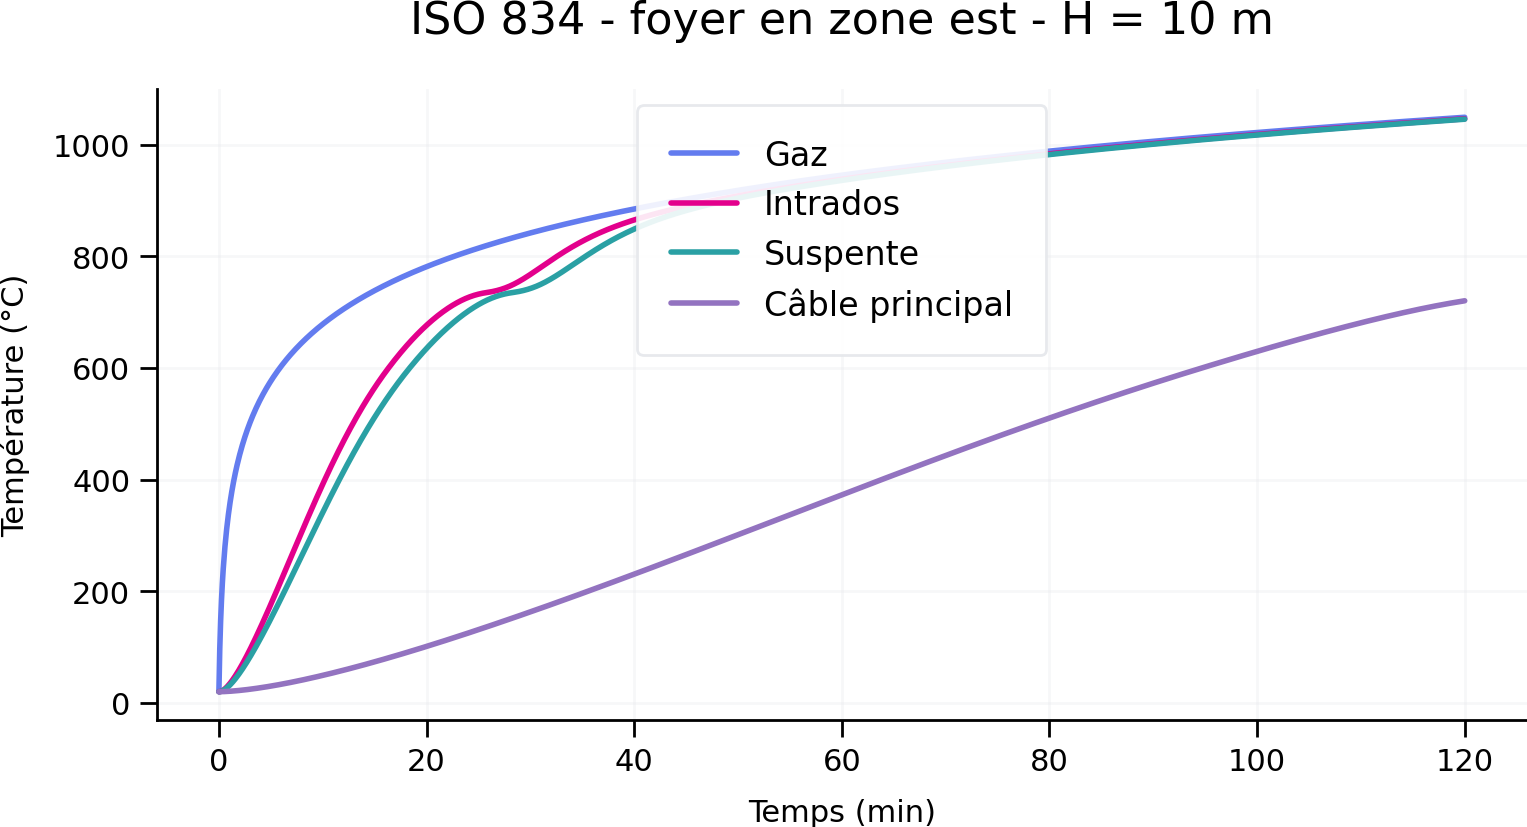 ISO 834 - foyer en zone est - H = 10 m
1000
800
600
400
200
0
Température (°C)
Gaz
Intrados
Suspente
Câble principal
0 20 40 60 80 100 120
Temps (min)